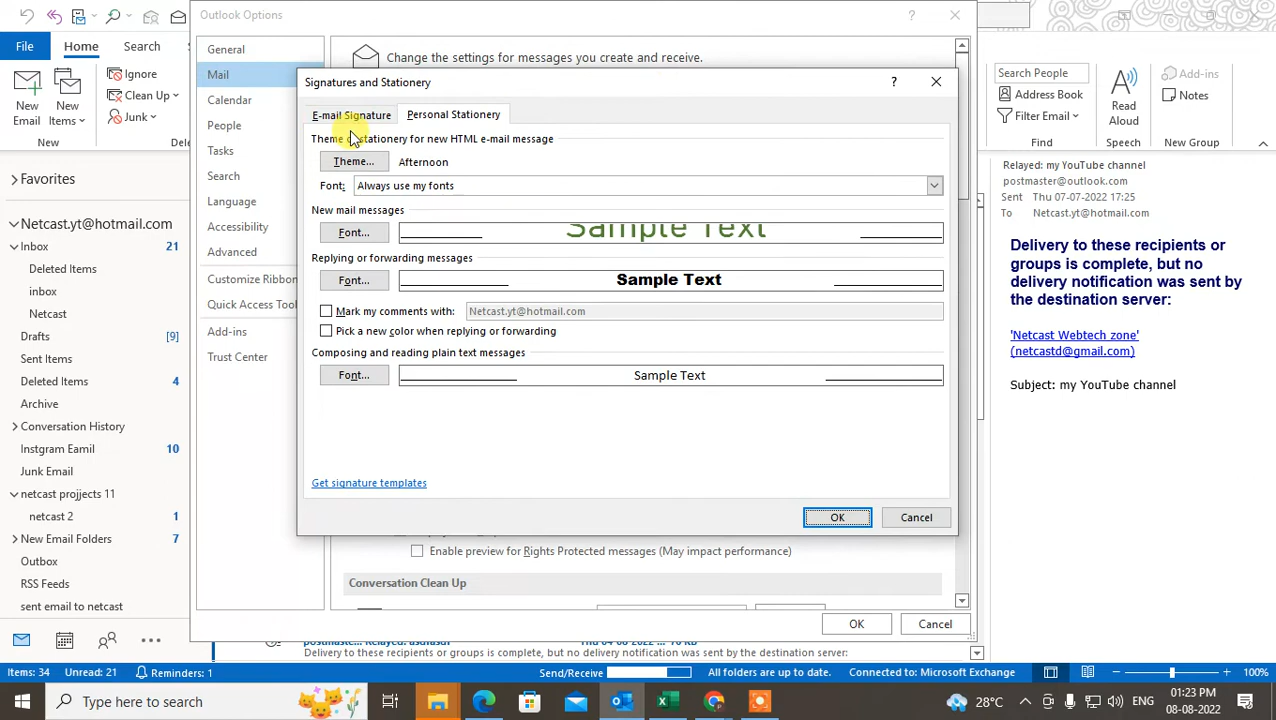 Outlook Options
?
File
Home
Search
New Email
New Items
Ignore
Clean Up
Junk
New
Favorites
Netcast.yt@hotmail.com
Inbox 21
Deleted Items
inbox
Netcast
Drafts [5]
Sent Items
Deleted Items 4
Archive
Conversation History
Instgram Eamil 10
Junk Email
netcast projjects 11
netcast 2 1
New Email Folders 7
Outbox
RSS Feeds
sent email to netcast
General
Mail
Calendar
People
Tasks
Search
Language
Accessibility
Advanced
Customize Ribbon
Quick Access Tool
Add-ins
Trust Center
Change the settings for messages you create and receive.
Signatures and Stationery
?
E-mail Signature
Personal Stationery
stationery for new HTML e-mail message
Theme... Afternoon
Font: Always use my fonts
New mail messages
Font... Sample Text
Replying or forwarding messages
Font... Sample Text
Mark my comments with: Netcast.yt@hotmail.com
Pick a new color when replying or forwarding
Composing and reading plain text messages
Font... Sample Text
Get signature templates
OK
Cancel
Enable preview for Rights Protected messages (May impact performance)
Conversation Clean Up
OK
Cancel
Relayed: Thu 04-08-2022
Delivery to these recipients or groups is complete, but no delivery notification was sent by the destination server:
Search People
Address Book
Filter Email
Find
Read Aloud
Speech
Add-ins
Notes
New Group
Relayed: my YouTube channel
postmaster@outlook.com
Sent Thu 07-07-2022 17:25
To Netcast.yt@hotmail.com
Delivery to these recipients or
groups is complete, but no
delivery notification was sent by
the destination server:
'Netcast Webtech zone'
(netcastd@gmail.com)
Subject: my YouTube channel
Items: 34 Unread: 21 Reminders: 1 Send/Receive All folders are up to date. Connected to: Microsoft Exchange 100%
Type here to search
28°C
ENG
01:23 PM
08-08-2022